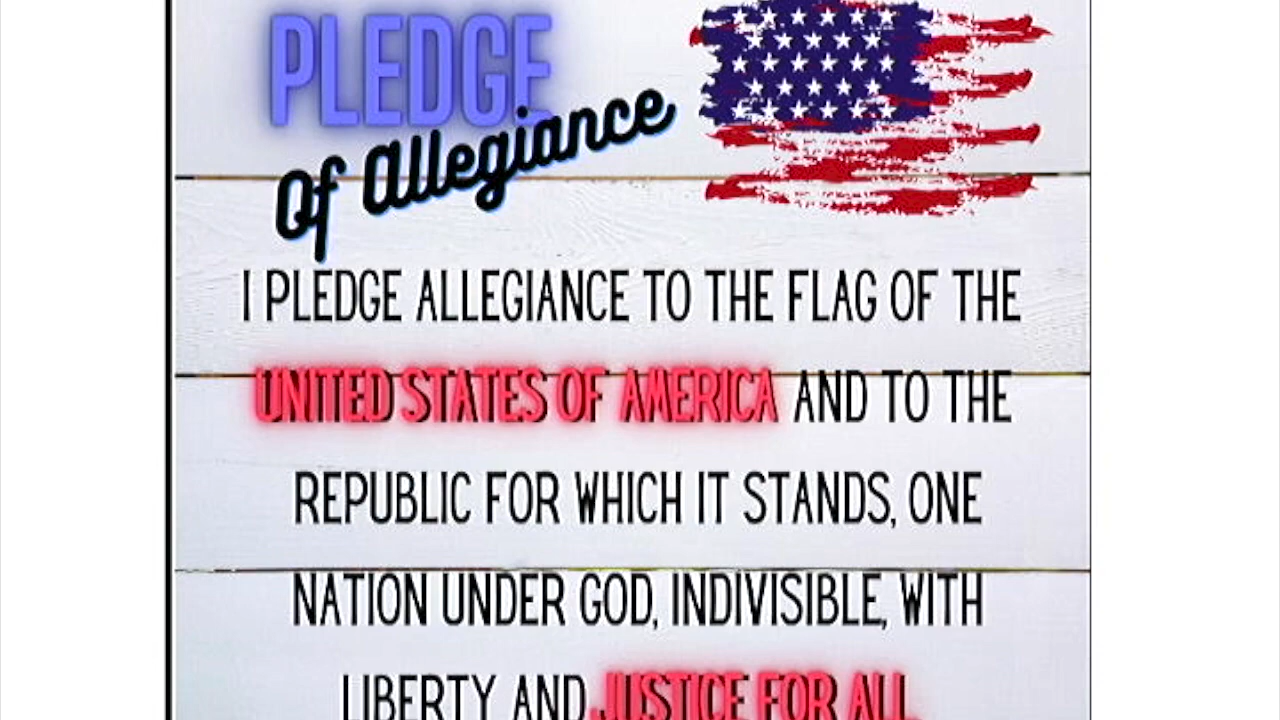 PLEDGE
Of Allegiance
I PLEDGE ALLEGIANCE TO THE FLAG OF THE
UNITED STATES OF AMERICA AND TO THE
REPUBLIC FOR WHICH IT STANDS, ONE
NATION UNDER GOD, INDIVISIBLE, WITH
LIBERTY AND JUSTICE FOR ALL